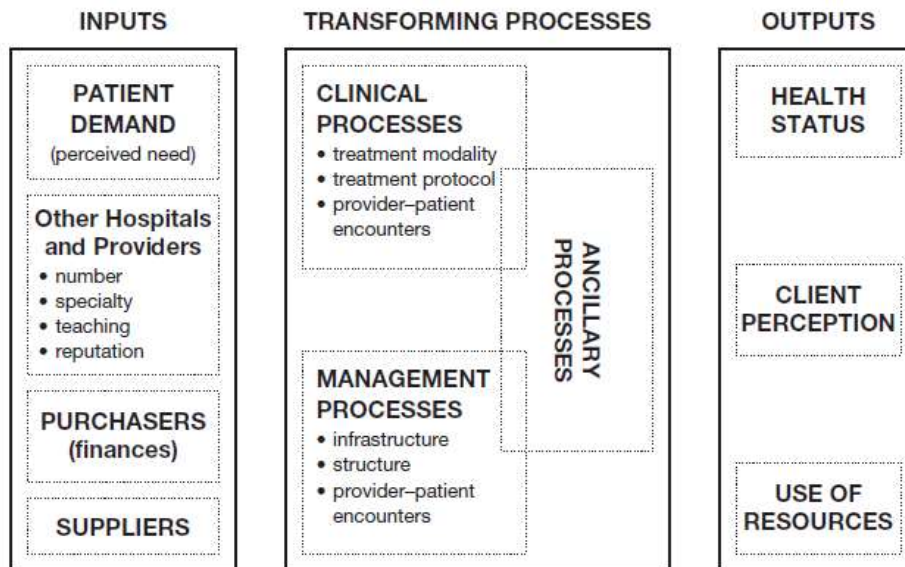 INPUTS
PATIENT
DEMAND
(perceived need)
Other Hospitals
and Providers
• number
• specialty
• teaching
• reputation
PURCHASERS
(finances)
SUPPLIERS
TRANSFORMING PROCESSES
CLINICAL
PROCESSES
• treatment modality
• treatment protocol
• provider–patient
encounters
MANAGEMENT
PROCESSES
• infrastructure
• structure
• provider–patient
encounters
ANCILLARY
PROCESSES
OUTPUTS
HEALTH
STATUS
CLIENT
PERCEPTION
USE OF
RESOURCES